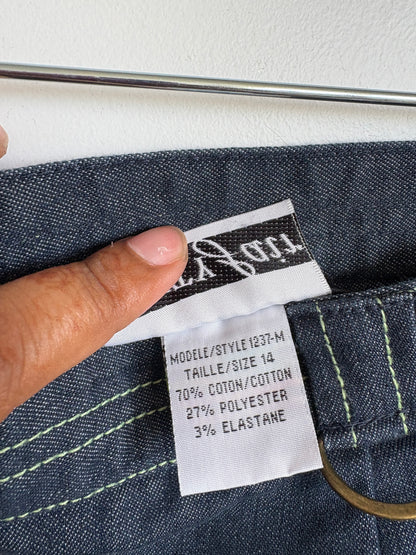 MODELE/STYLE 1237-M
TAILLE/SIZE 14
70% COTON/COTTON
27% POLYESTER
3% ELASTANE